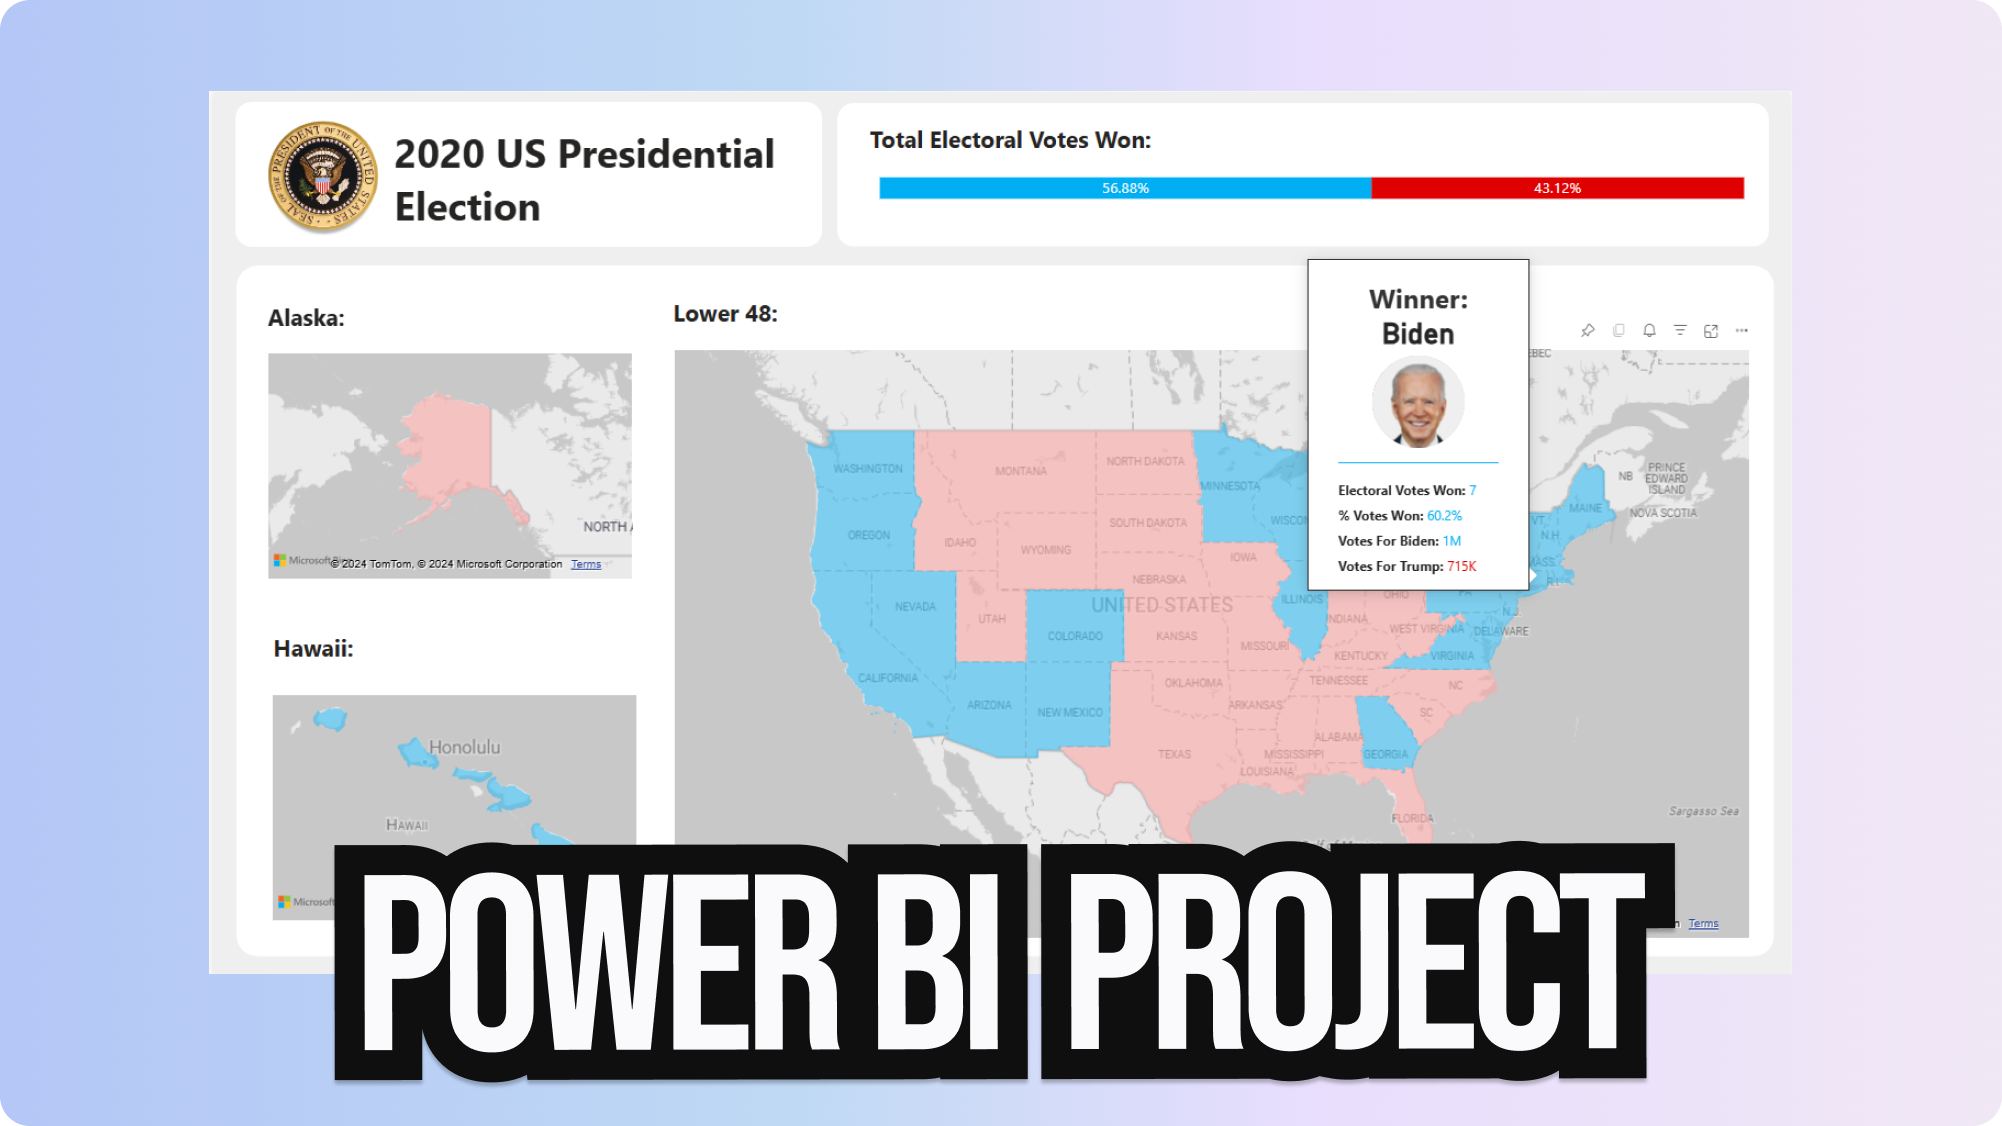 SEAL OF THE PRESIDENT OF THE UNITED STATES
2020 US Presidential
Election
Total Electoral Votes Won:
56.88%
43.12%
Alaska:
Lower 48:
Winner:
Biden
Electoral Votes Won: 7
% Votes Won: 60.2%
Votes For Biden: 1M
Votes For Trump: 715K
NORTH A
Microsoft
© 2024 TomTom, © 2024 Microsoft Corporation Terms
Hawaii:
Honolulu
HAWAII
Microsoft
EBEC
WASHINGTON
MONTANA
NORTH DAKOTA
MINNESOTA
OREGON
IDAHO
WYOMING
SOUTH DAKOTA
WISCON
IOWA
NEBRASKA
UNITED STATES
NEVADA
UTAH
COLORADO
KANSAS
MISSOURI
ILLINOIS
INDIANA
OHIO
PA
WEST VIRGINIA
KENTUCKY
VIRGINIA
DELAWARE
N.J.
R.I.
MASS.
N.H.
VT.
MAINE
NB
PRINCE
EDWARD
ISLAND
NOVA SCOTIA
CALIFORNIA
ARIZONA
NEW MEXICO
OKLAHOMA
ARKANSAS
TENNESSEE
NC
SC
ALABAMA
GEORGIA
MISSISSIPPI
LOUISIANA
TEXAS
FLORIDA
Sargasso Sea
n Terms
POWER BI PROJECT